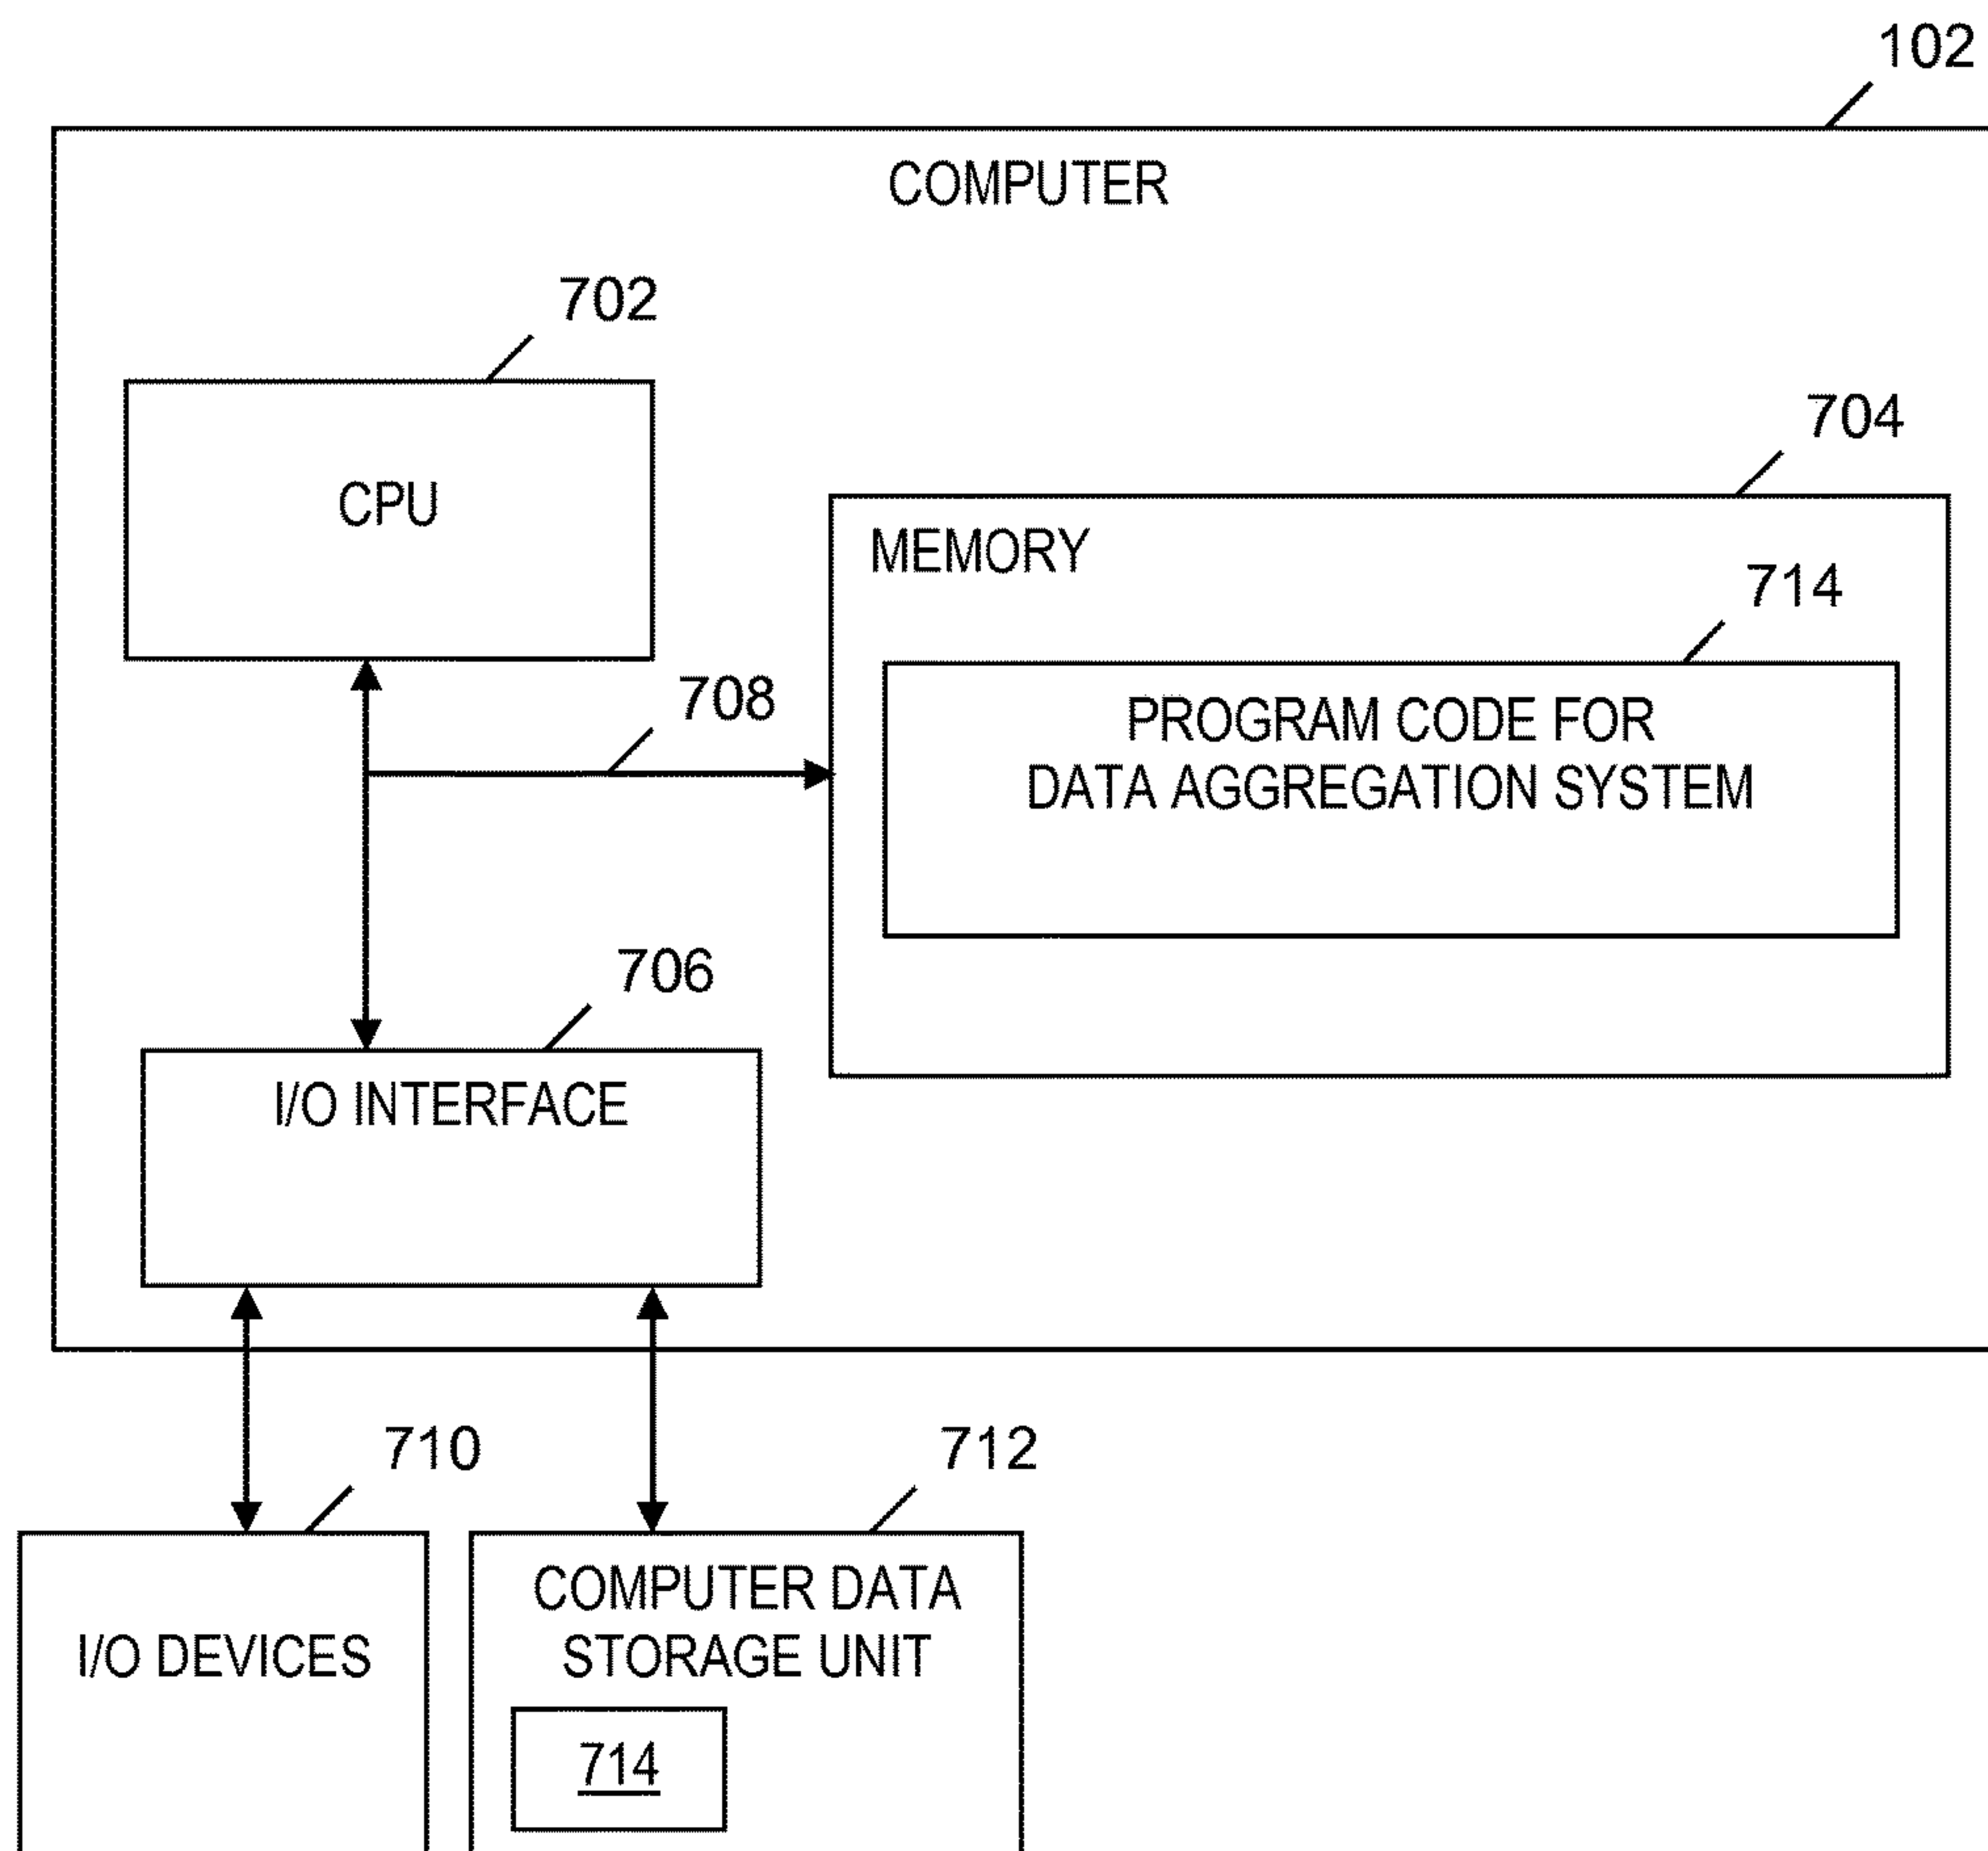 102
COMPUTER
702
CPU
704
MEMORY
714
PROGRAM CODE FOR
DATA AGGREGATION SYSTEM
708
706
I/O INTERFACE
710
712
I/O DEVICES
COMPUTER DATA
STORAGE UNIT
714